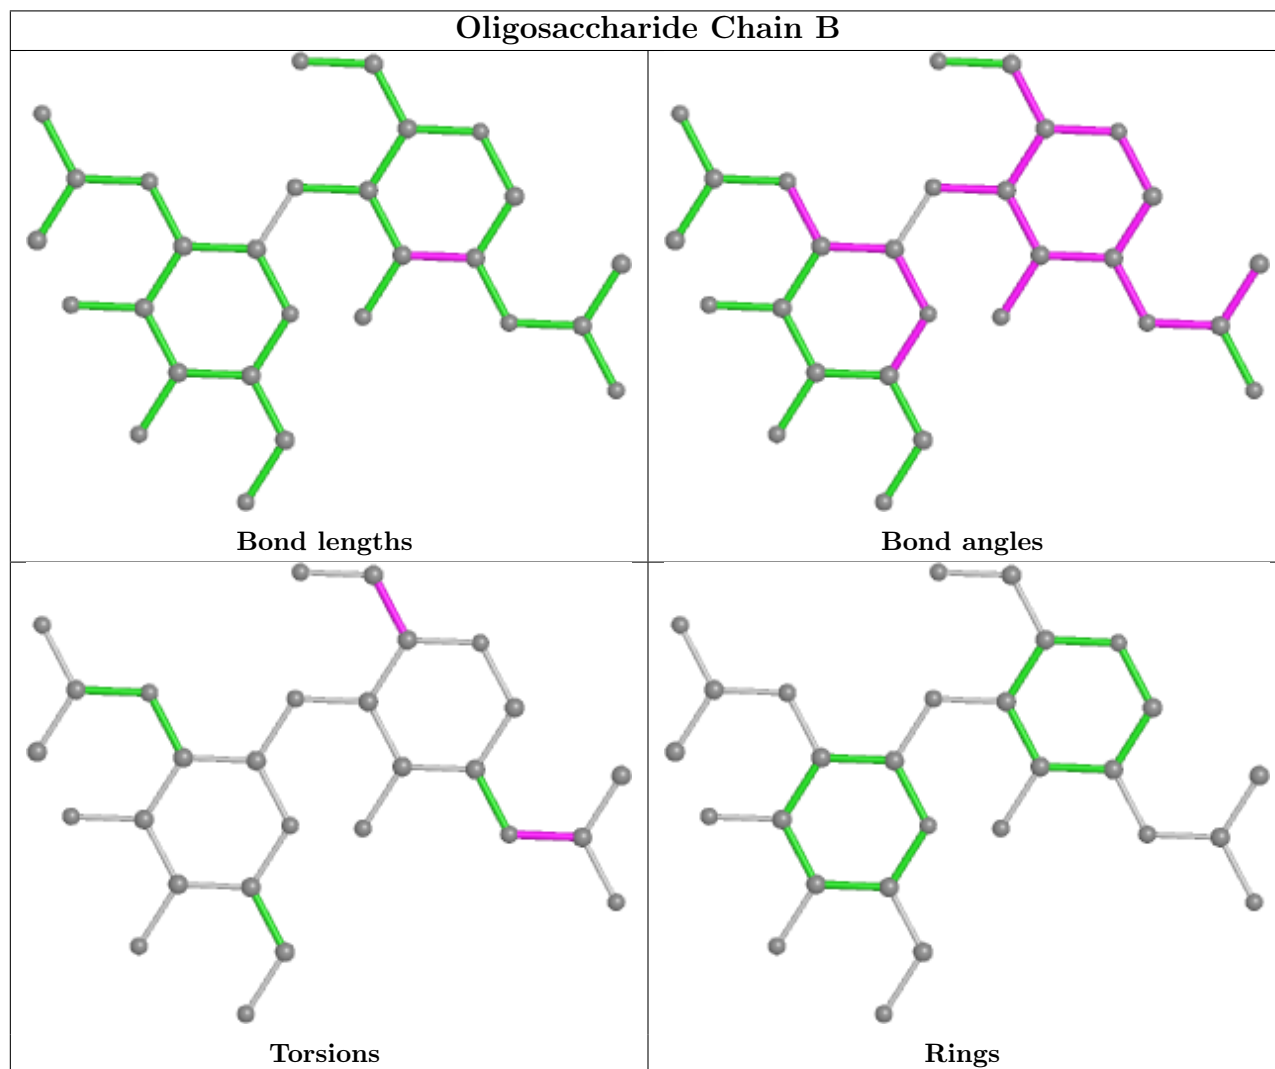 Oligosaccharide Chain B
Bond lengths
Bond angles
Torsions
Rings